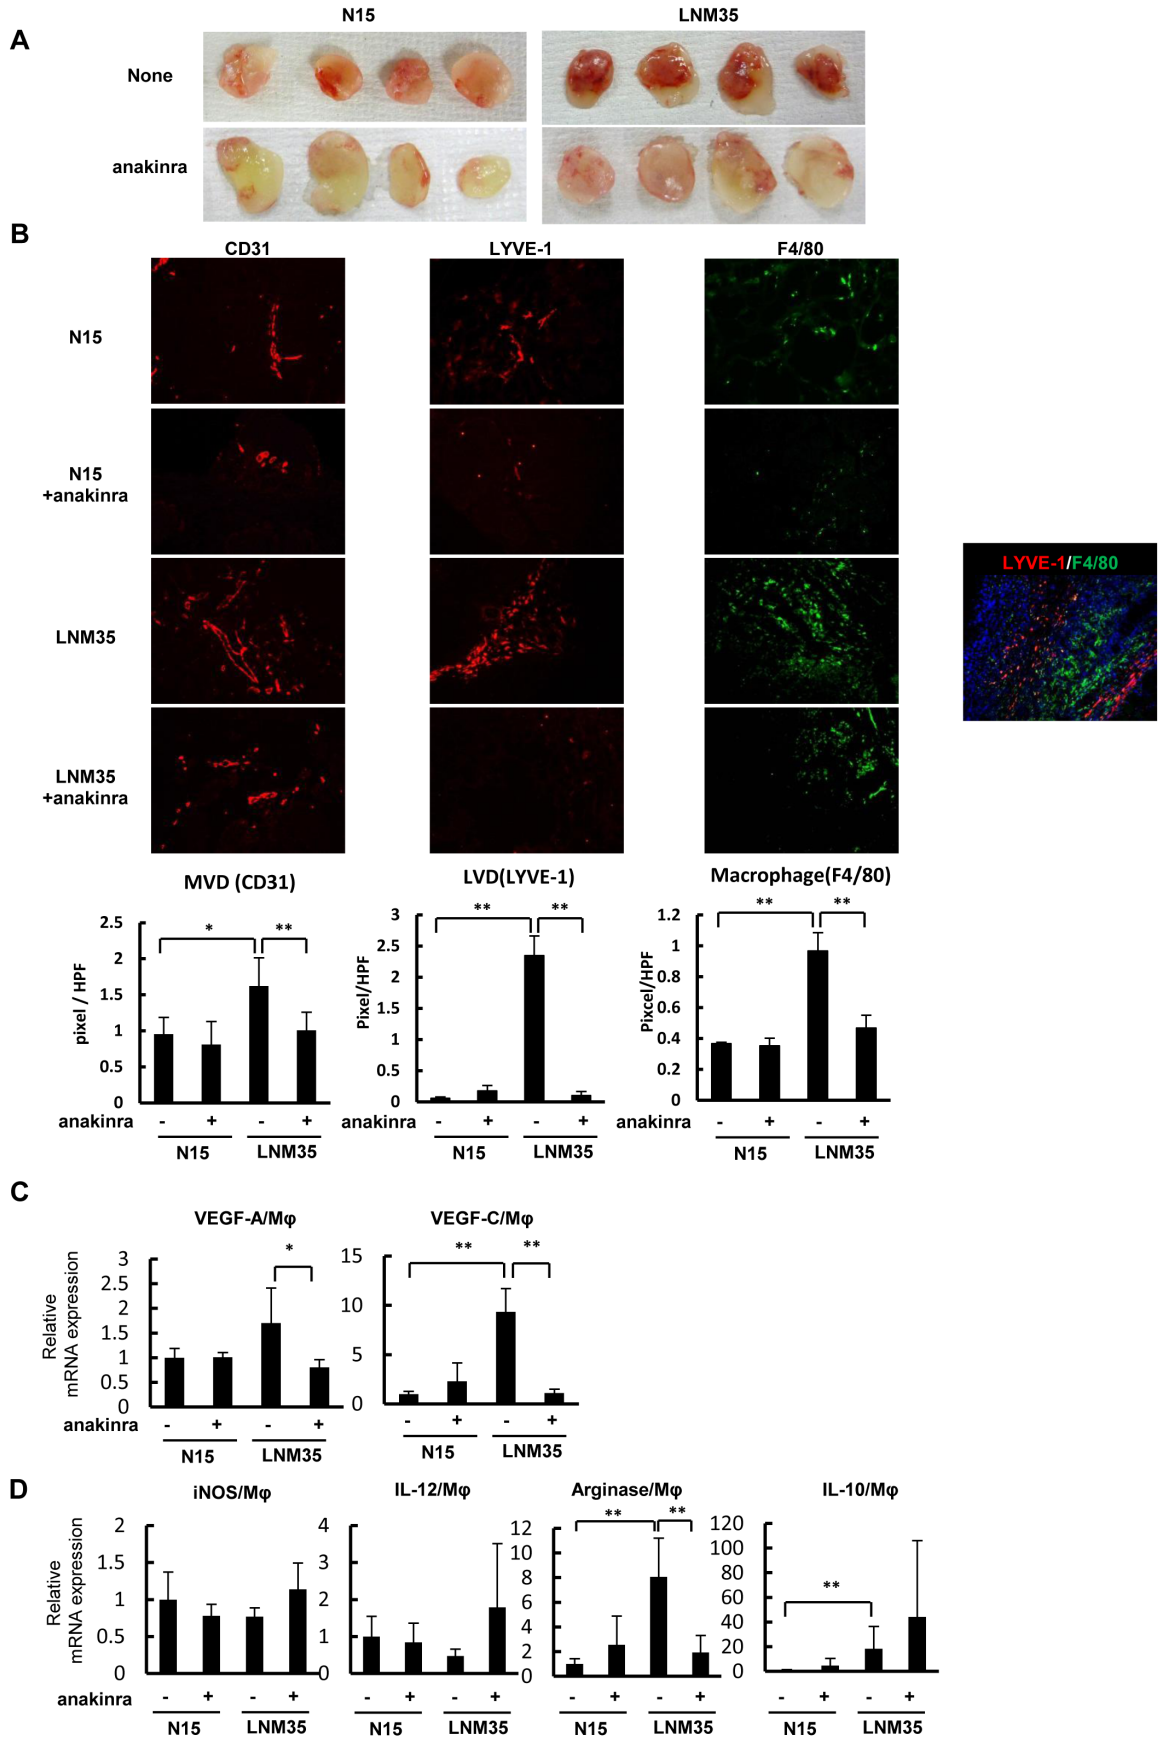 A
N15
LNM35
None
anakinra
B
CD31
LYVE-1
F4/80
N15
N15
+anakinra
LYVE-1/F4/80
LNM35
LNM35
+anakinra
MVD (CD31)
pixel / HPF
2.5
2
1.5
1
0.5
0
*
**
anakinra
-
+
-
+
N15
LNM35
LVD(LYVE-1)
Pixel/HPF
3
2.5
2
1.5
1
0.5
0
**
**
anakinra
-
+
-
+
N15
LNM35
Macrophage(F4/80)
Pixcel/HPF
1.2
1
0.8
0.6
0.4
0.2
0
**
**
anakinra
-
+
-
+
N15
LNM35
C
VEGF-A/Mφ
Relative
mRNA expression
3
2.5
2
1.5
1
0.5
0
*
anakinra
-
+
-
+
N15
LNM35
VEGF-C/Mφ
15
10
5
0
**
**
-
+
-
+
N15
LNM35
D
iNOS/Mφ
Relative
mRNA expression
2
1.5
1
0.5
0
anakinra
-
+
-
+
N15
LNM35
IL-12/Mφ
4
3
2
1
0
-
+
-
+
N15
LNM35
Arginase/Mφ
12
10
8
6
4
2
0
**
**
-
+
-
+
N15
LNM35
IL-10/Mφ
120
100
80
60
40
20
0
**
-
+
-
+
N15
LNM35